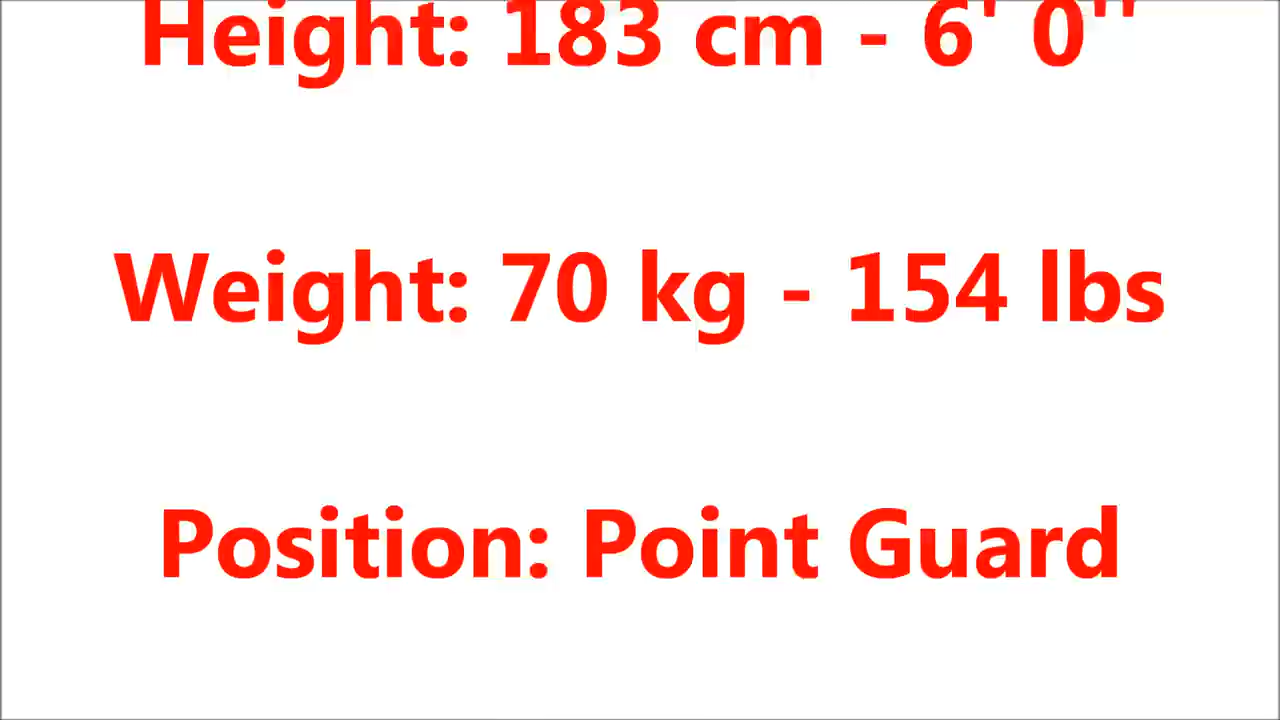 Height: 183 cm - 6' 0''
Weight: 70 kg - 154 lbs
Position: Point Guard